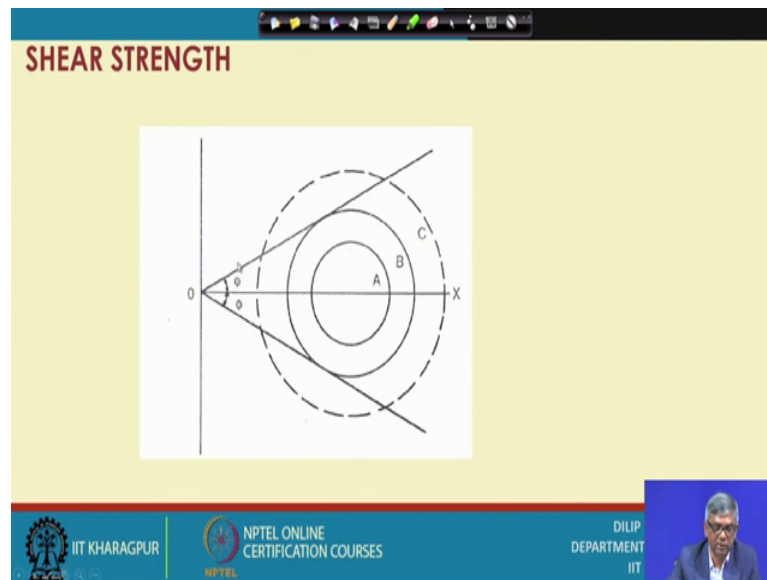 SHEAR STRENGTH
O
φ
φ
A
B
C
X
IIT KHARAGPUR
NPTEL
NPTEL ONLINE
CERTIFICATION COURSES
DILIP
DEPARTMENT
IIT